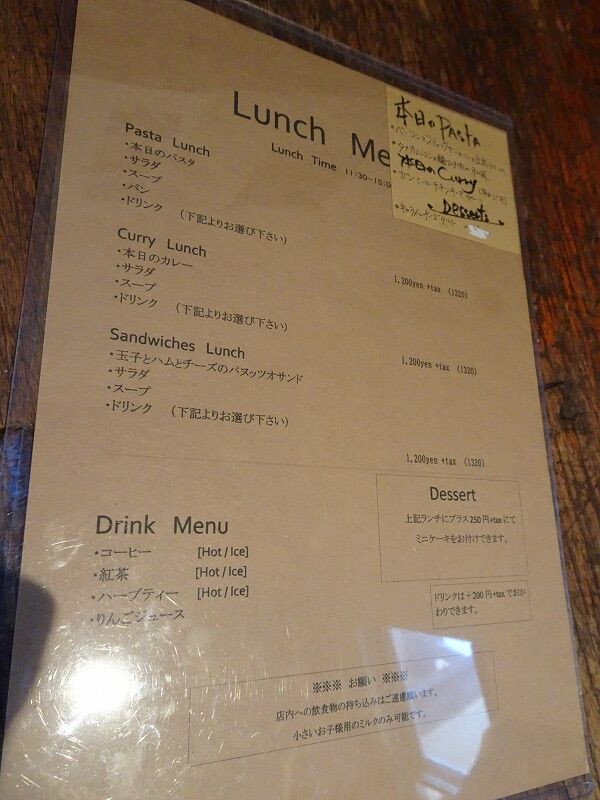 Lunch Me
Lunch Time 11:30~15:0
本日のPASTA
本日のCurry
Desserts
Pasta Lunch
・本日のパスタ
・サラダ
・スープ
・パン
・ドリンク （下記よりお選び下さい）
1,200yen +tax (1320)
Curry Lunch
・本日のカレー
・サラダ
・スープ
・ドリンク （下記よりお選び下さい）
1,200yen +tax (1320)
Sandwiches Lunch
・玉子とハムとチーズのパヌッツオサンド
・サラダ
・スープ
・ドリンク （下記よりお選び下さい）
1,200yen +tax (1320)
Dessert
上記ランチにプラス250円+taxにて
ミニケーキをお付けできます。
Drink Menu
・コーヒー [Hot / Ice]
・紅茶 [Hot / Ice]
・ハーブティー [Hot / Ice]
・りんごジュース
ドリンクは＋200円+taxでおか
わりできます。
※※※ お願い ※※※
店内への飲食物の持ち込みはご遠慮願います。
小さいお子様用のミルクのみ可能です。